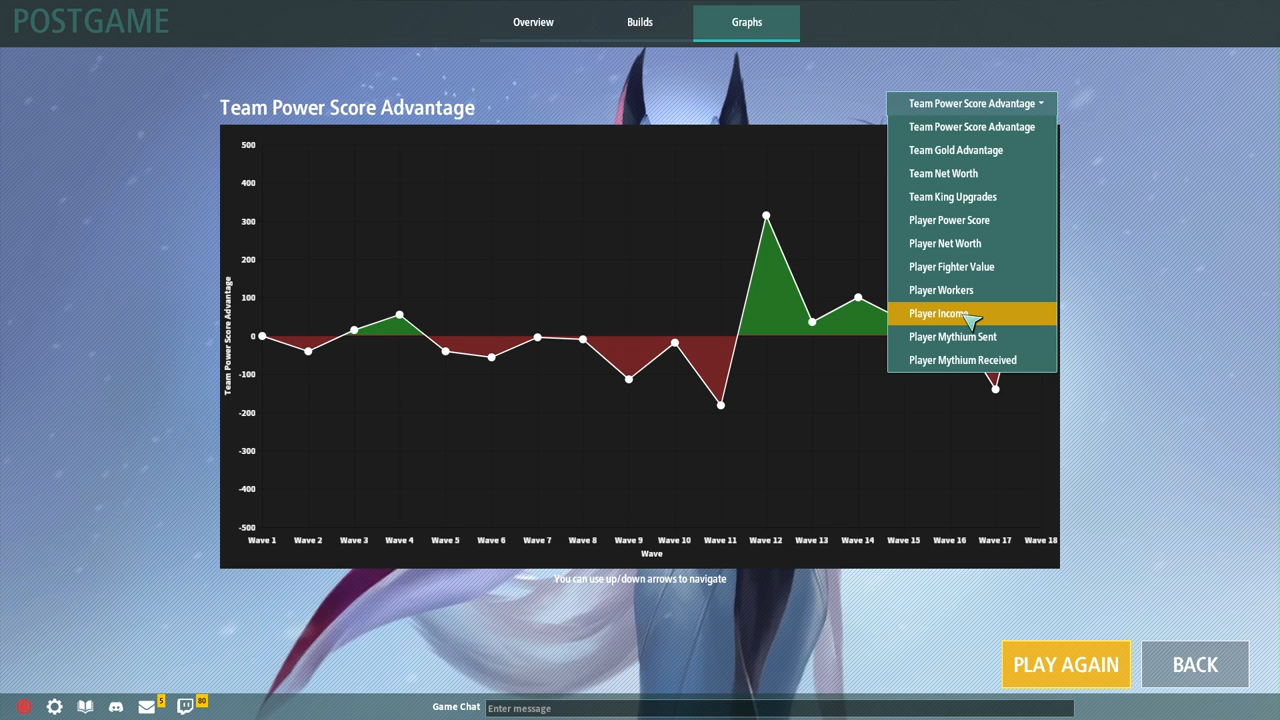 POSTGAME
Overview
Builds
Graphs
Team Power Score Advantage
Team Power Score Advantage
Team Power Score Advantage
Team Gold Advantage
Team Net Worth
Team King Upgrades
Player Power Score
Player Net Worth
Player Fighter Value
Player Workers
Player Income
Player Mythium Sent
Player Mythium Received
500
400
300
200
100
0
-100
-200
-300
-400
-500
Team Power Score Advantage
Wave 1 Wave 2 Wave 3 Wave 4 Wave 5 Wave 6 Wave 7 Wave 8 Wave 9 Wave 10 Wave 11 Wave 12 Wave 13 Wave 14 Wave 15 Wave 16 Wave 17 Wave 18
Wave
You can use up/down arrows to navigate
PLAY AGAIN
BACK
5
80
Game Chat
Enter message